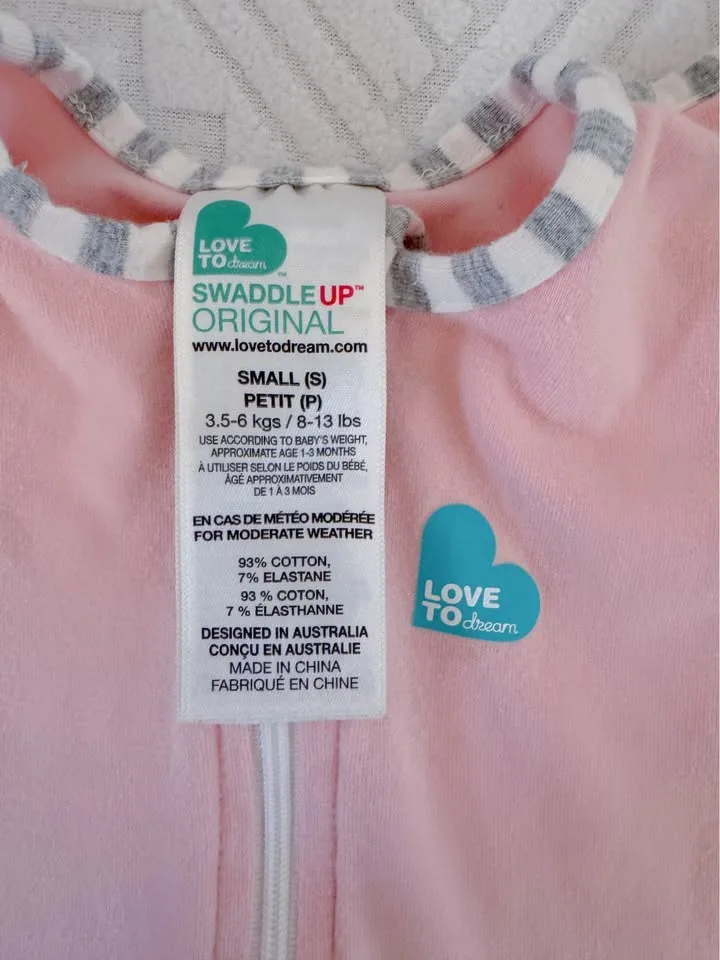 LOVE
TO dream™
SWADDLE UP™
ORIGINAL
www.lovetodream.com
SMALL (S)
PETIT (P)
3.5-6 kgs / 8-13 lbs
USE ACCORDING TO BABY'S WEIGHT,
APPROXIMATE AGE 1-3 MONTHS
À UTILISER SELON LE POIDS DU BÉBÉ,
ÂGE APPROXIMATIVEMENT
DE 1 À 3 MOIS
EN CAS DE MÉTÉO MODÉRÉE
FOR MODERATE WEATHER
93% COTTON,
7% ELASTANE
93 % COTON,
7 % ÉLASTHANNE
DESIGNED IN AUSTRALIA
CONÇU EN AUSTRALIE
MADE IN CHINA
FABRIQUÉ EN CHINE
LOVE
TO dream